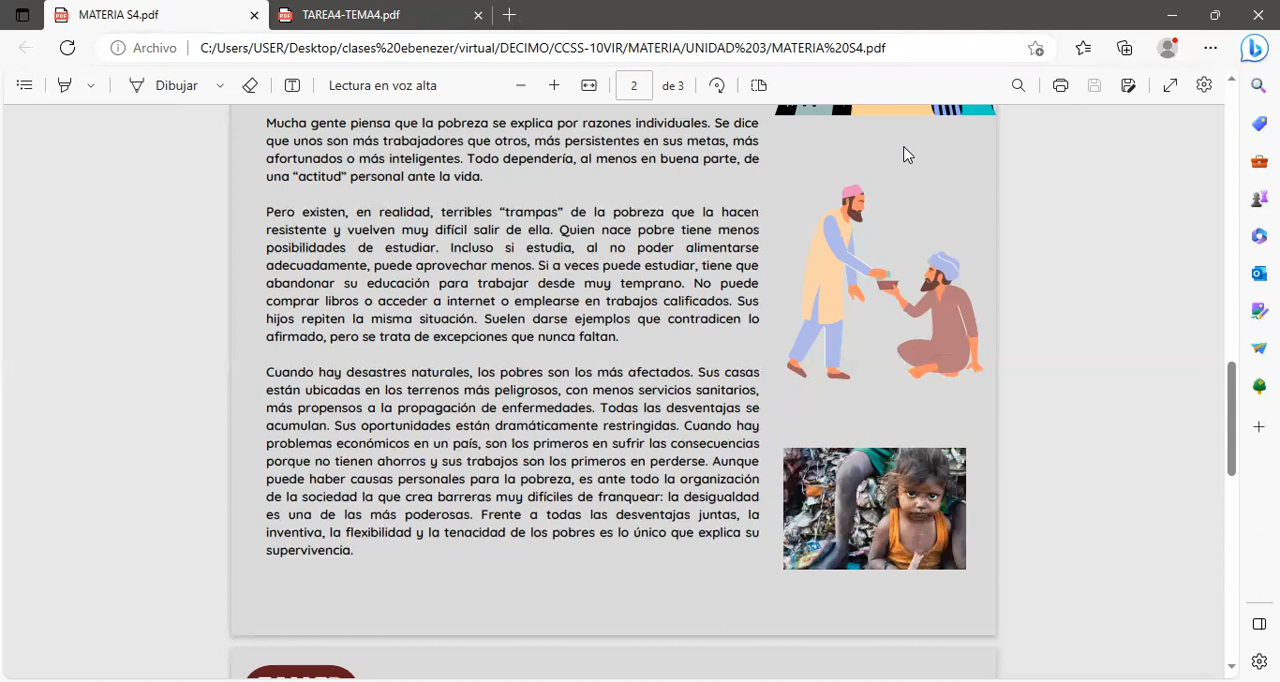 MATERIA S4.pdf
TAREA4-TEMA4.pdf
Archivo
C:/Users/USER/Desktop/clases%20ebenezer/virtual/DECIMO/CCSS-10VIR/MATERIA/UNIDAD%203/MATERIA%20S4.pdf
Dibujar
Lectura en voz alta
2
de 3
Mucha gente piensa que la pobreza se explica por razones individuales. Se dice
que unos son más trabajadores que otros, más persistentes en sus metas, más
afortunados o más inteligentes. Todo dependería, al menos en buena parte, de
una “actitud” personal ante la vida.
Pero existen, en realidad, terribles “trampas” de la pobreza que la hacen
resistente y vuelven muy difícil salir de ella. Quien nace pobre tiene menos
posibilidades de estudiar. Incluso si estudia, al no poder alimentarse
adecuadamente, puede aprovechar menos. Si a veces puede estudiar, tiene que
abandonar su educación para trabajar desde muy temprano. No puede
comprar libros o acceder a internet o emplearse en trabajos calificados. Sus
hijos repiten la misma situación. Suelen darse ejemplos que contradicen lo
afirmado, pero se trata de excepciones que nunca faltan.
Cuando hay desastres naturales, los pobres son los más afectados. Sus casas
están ubicadas en los terrenos más peligrosos, con menos servicios sanitarios,
más propensos a la propagación de enfermedades. Todas las desventajas se
acumulan. Sus oportunidades están dramáticamente restringidas. Cuando hay
problemas económicos en un país, son los primeros en sufrir las consecuencias
porque no tienen ahorros y sus trabajos son los primeros en perderse. Aunque
puede haber causas personales para la pobreza, es ante todo la organización
de la sociedad la que crea barreras muy difíciles de franquear: la desigualdad
es una de las más poderosas. Frente a todas las desventajas juntas, la
inventiva, la flexibilidad y la tenacidad de los pobres es lo único que explica su
supervivencia.